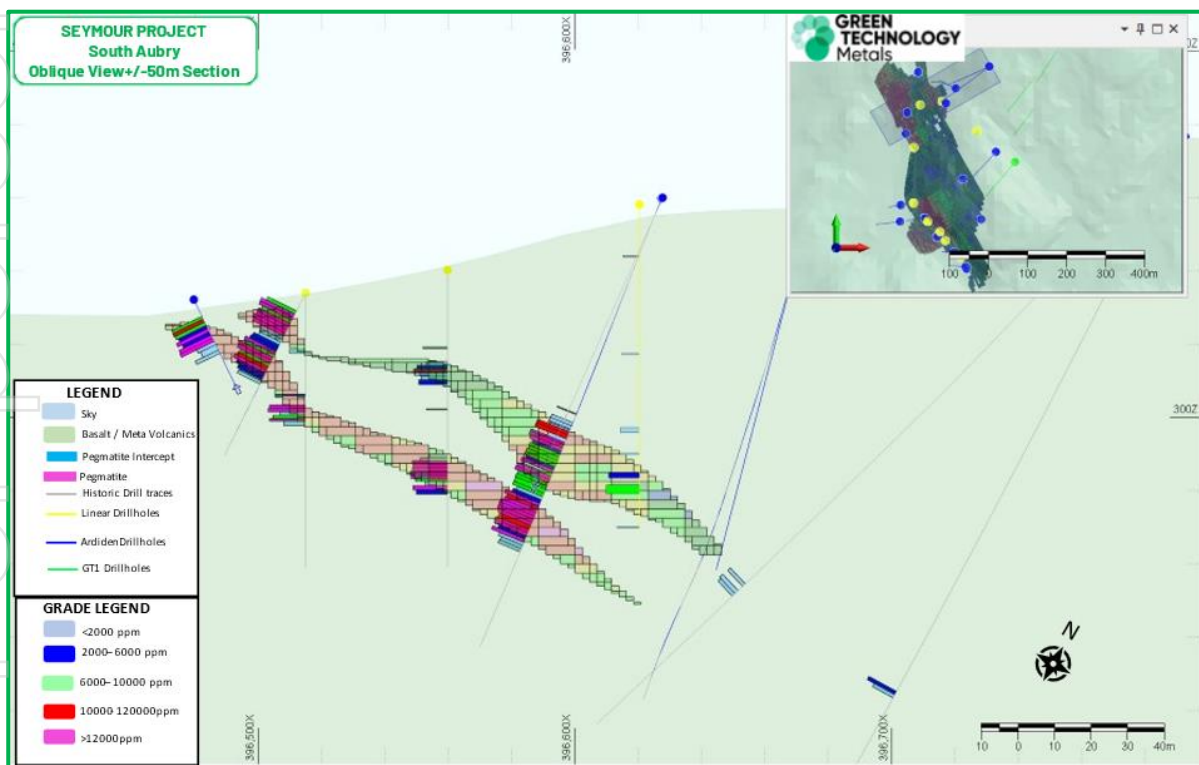 SEYMOUR PROJECT
South Aubry
Oblique View+/-50m Section
396,600X
GREEN
TECHNOLOGY
Metals
100 0 100 200 300 400m
300Z
LEGEND
Sky
Basalt / Meta Volcanics
Pegmatite Intercept
Pegmatite
Historic Drill traces
Linear Drillholes
ArdidenDrillholes
GT1 Drillholes
GRADE LEGEND
<2000 ppm
2000-6000 ppm
6000-10000 ppm
10000-120000ppm
>12000ppm
N
396,500X
396,600X
396,700X
10 0 10 20 30 40m